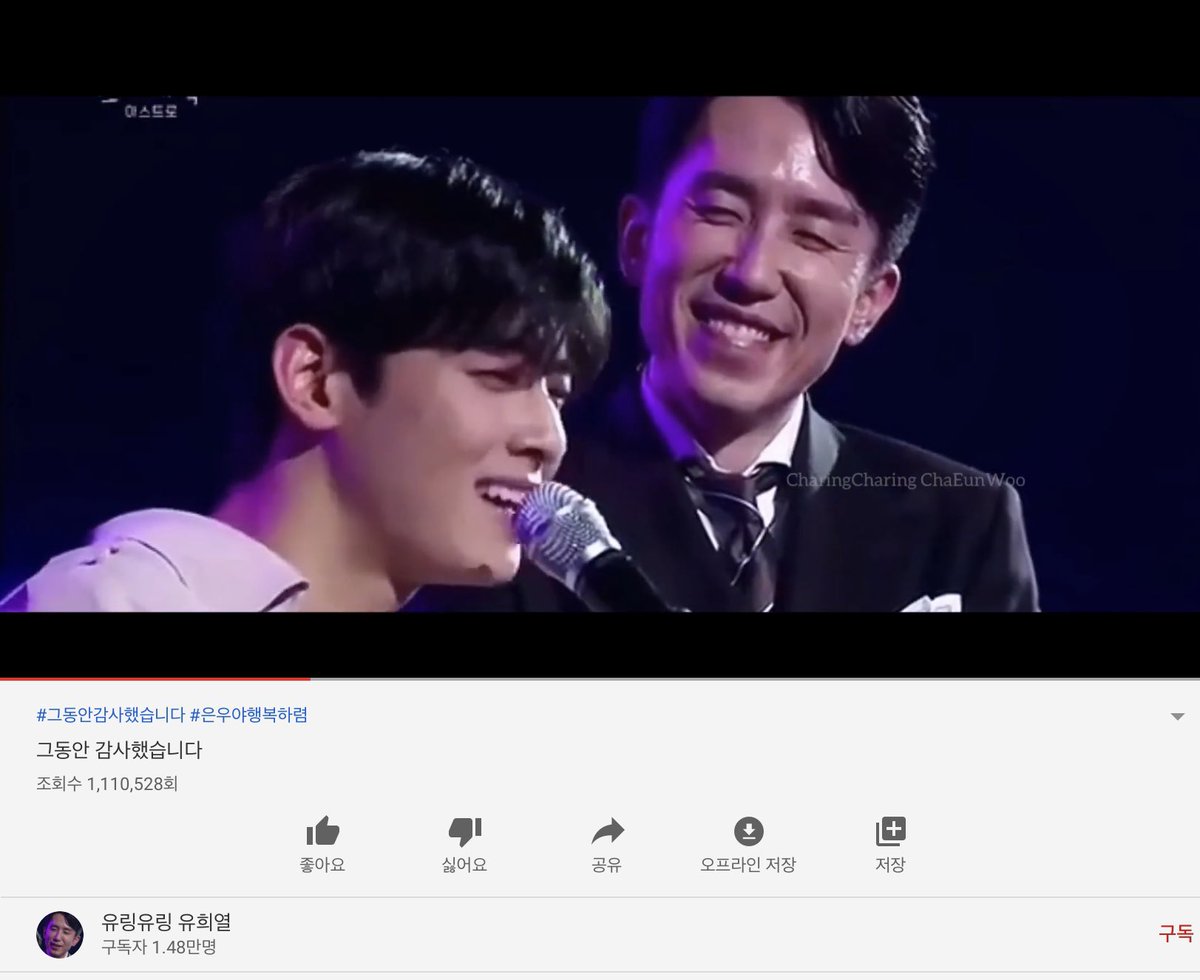 아스트로
CharingCharing ChaEunWoo
#그동안감사했습니다 #은우야행복하렴
그동안 감사했습니다
조회수 1,110,528회
좋아요 싫어요 공유 오프라인 저장 저장
유링유링 유희열
구독자 1.48만명
구독